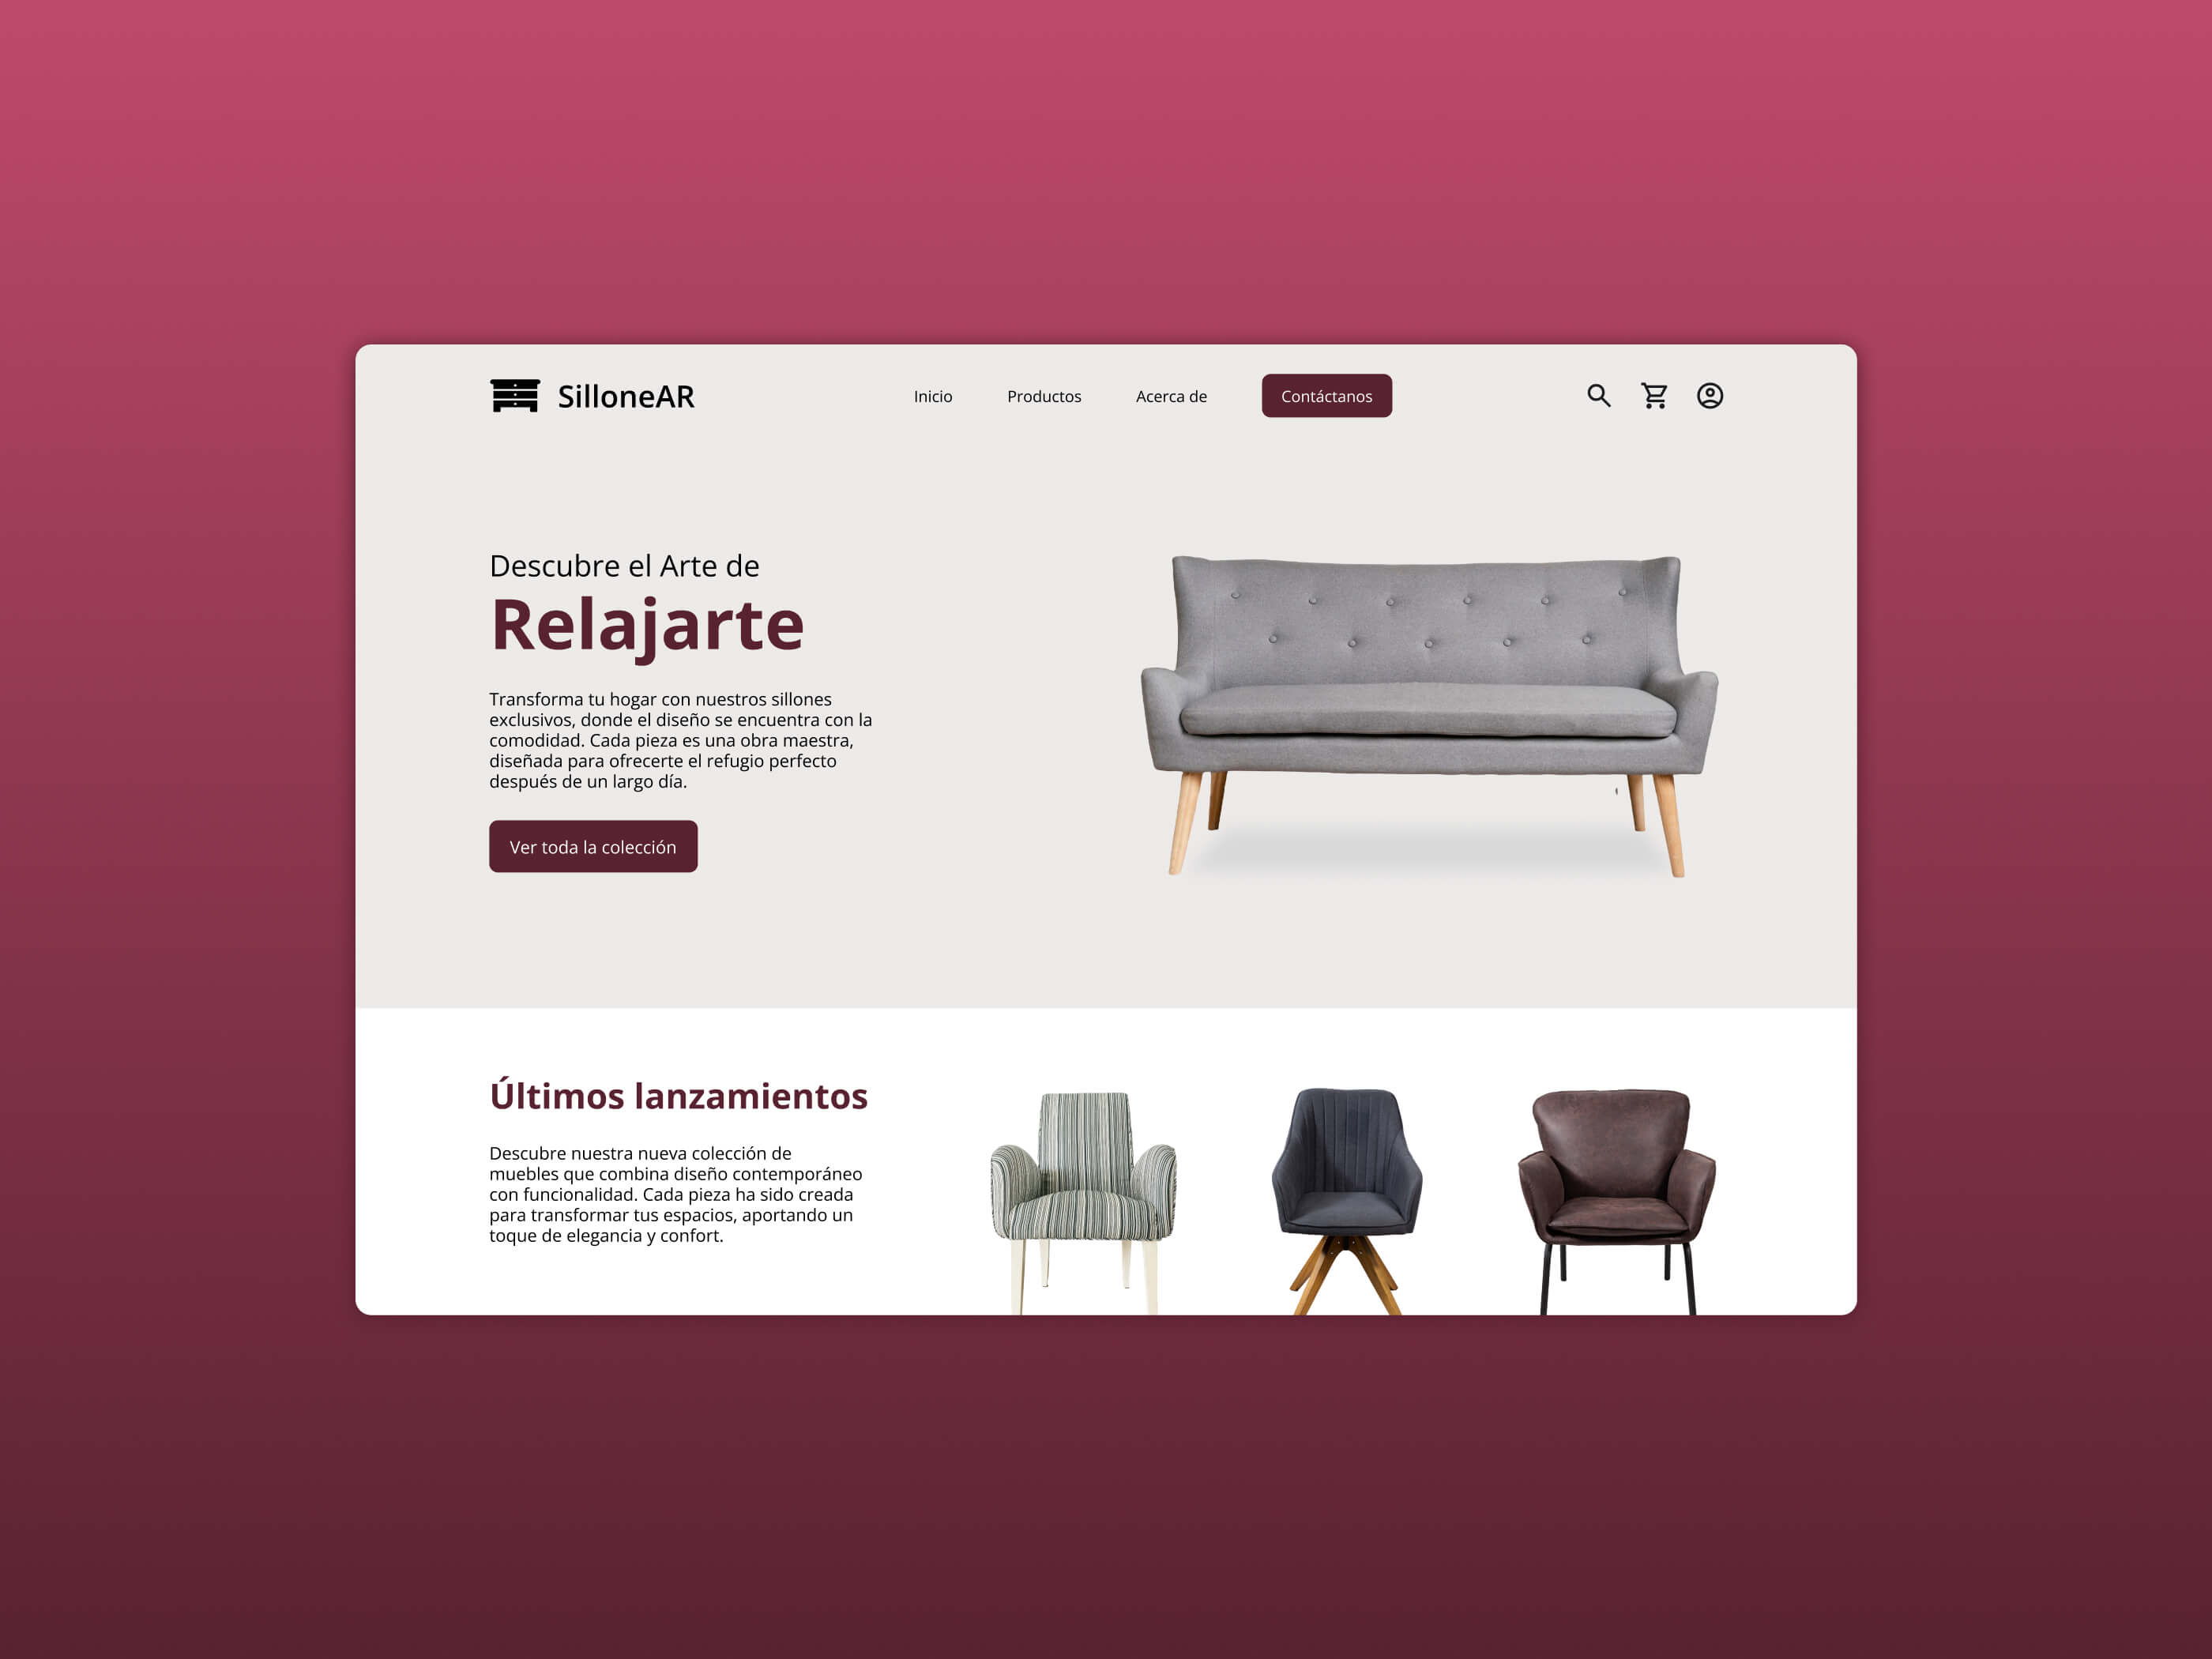 SilloneAR
Inicio
Productos
Acerca de
Contáctanos
Descubre el Arte de
Relajarte
Transforma tu hogar con nuestros sillones
exclusivos, donde el diseño se encuentra con la
comodidad. Cada pieza es una obra maestra,
diseñada para ofrecerte el refugio perfecto
después de un largo día.
Ver toda la colección
Últimos lanzamientos
Descubre nuestra nueva colección de
muebles que combina diseño contemporáneo
con funcionalidad. Cada pieza ha sido creada
para transformar tus espacios, aportando un
toque de elegancia y confort.